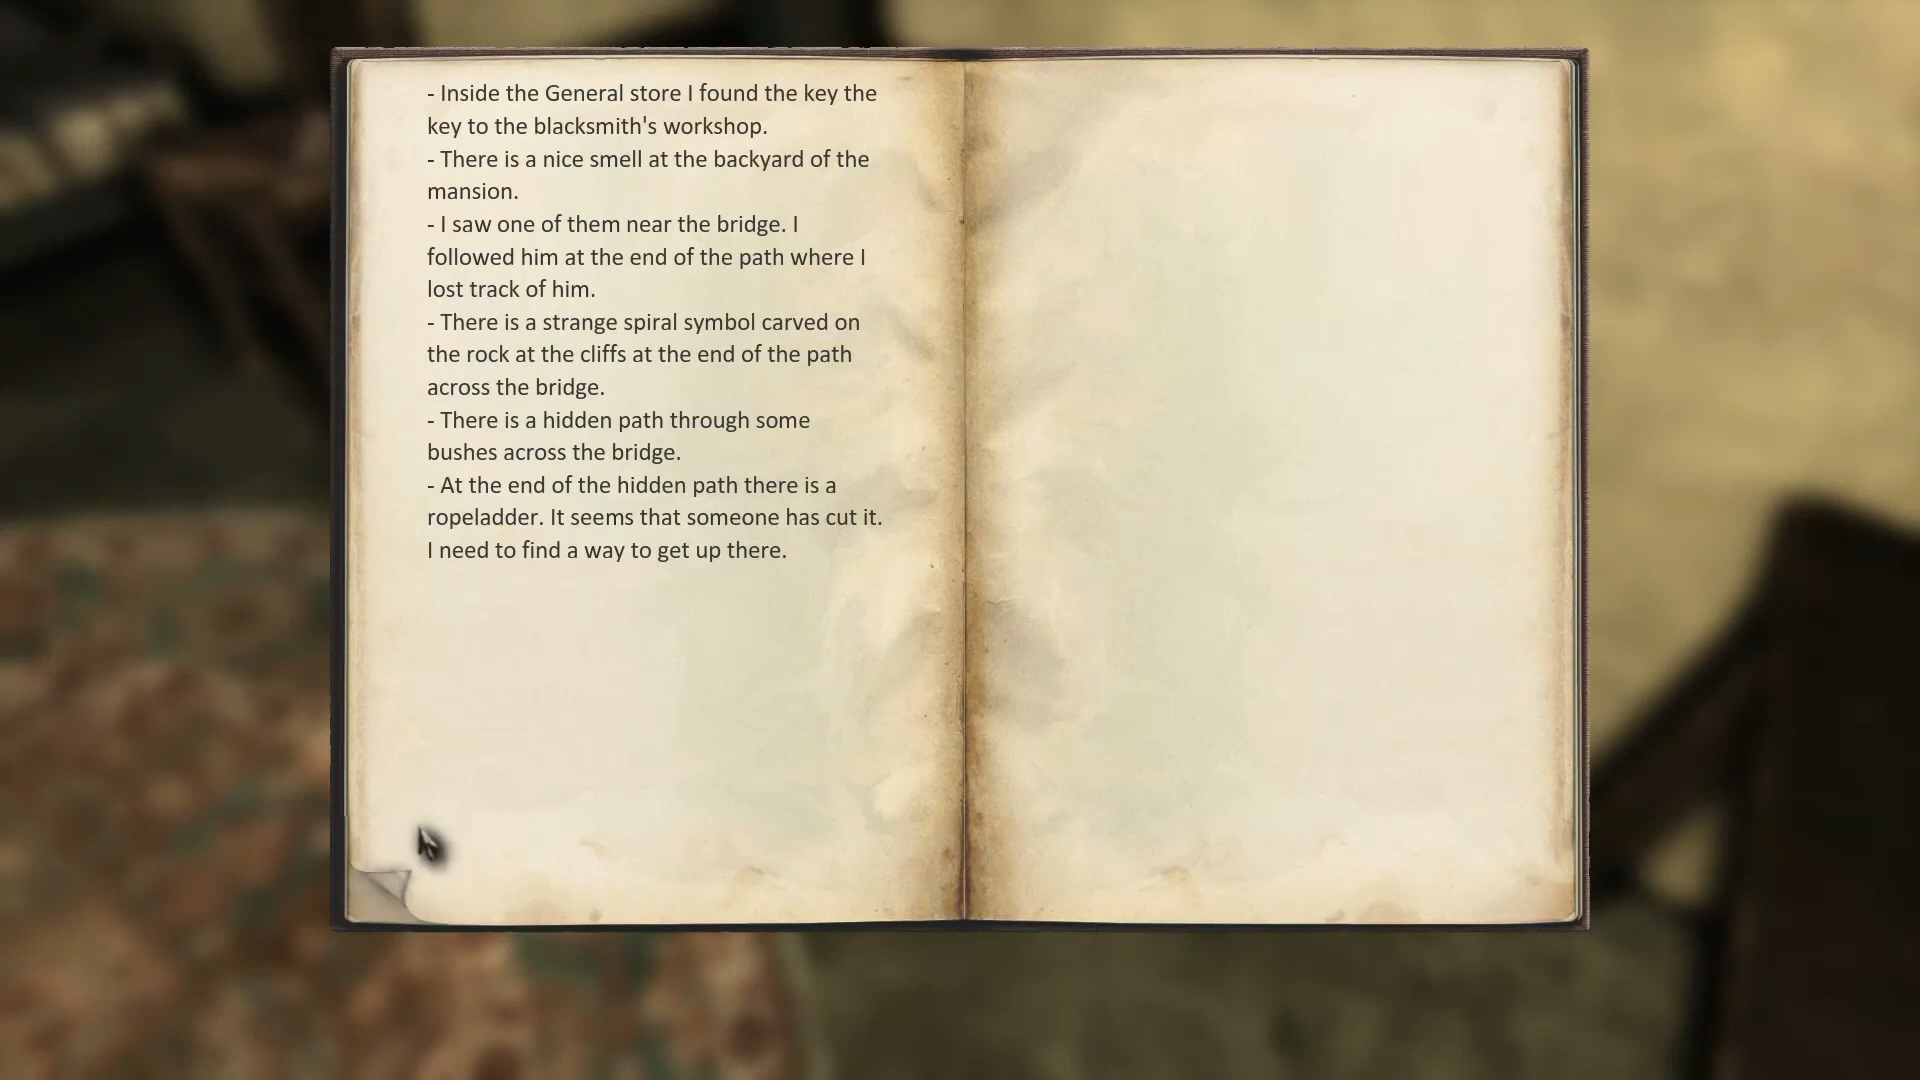 - Inside the General store I found the key the
key to the blacksmith's workshop.
- There is a nice smell at the backyard of the
mansion.
- I saw one of them near the bridge. I
followed him at the end of the path where I
lost track of him.
- There is a strange spiral symbol carved on
the rock at the cliffs at the end of the path
across the bridge.
- There is a hidden path through some
bushes across the bridge.
- At the end of the hidden path there is a
ropeladder. It seems that someone has cut it.
I need to find a way to get up there.